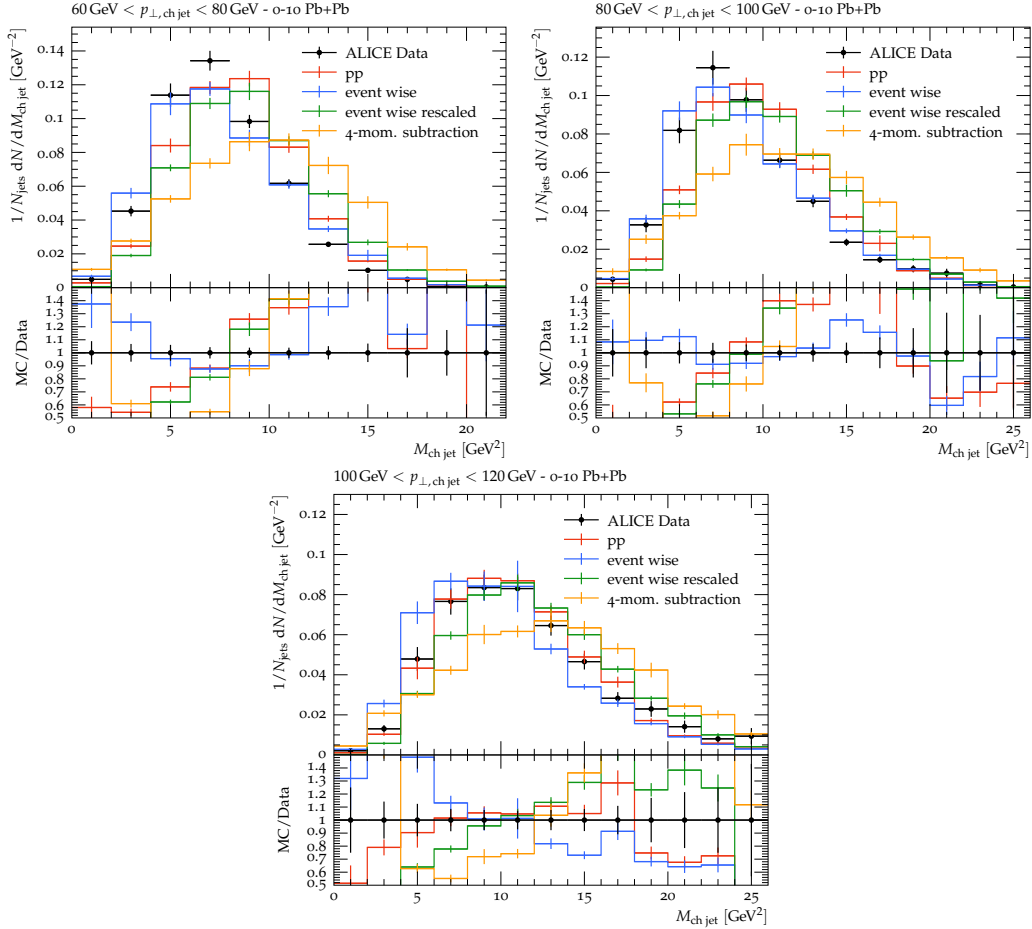 60 GeV < p⊥, ch jet < 80 GeV - 0-10 Pb+Pb
1/Njets dN/dMch jet [GeV−2]
ALICE Data
pp
event wise
event wise rescaled
4-mom. subtraction
0.14
0.12
0.1
0.08
0.06
0.04
0.02
0
MC/Data
1.4
1.3
1.2
1.1
1
0.9
0.8
0.7
0.6
0.5
0 5 10 15 20
Mch jet [GeV2]
80 GeV < p⊥, ch jet < 100 GeV - 0-10 Pb+Pb
1/Njets dN/dMch jet [GeV−2]
ALICE Data
pp
event wise
event wise rescaled
4-mom. subtraction
0.12
0.1
0.08
0.06
0.04
0.02
0
MC/Data
1.4
1.3
1.2
1.1
1
0.9
0.8
0.7
0.6
0.5
0 5 10 15 20 25
Mch jet [GeV2]
100 GeV < p⊥, ch jet < 120 GeV - 0-10 Pb+Pb
1/Njets dN/dMch jet [GeV−2]
ALICE Data
pp
event wise
event wise rescaled
4-mom. subtraction
0.12
0.1
0.08
0.06
0.04
0.02
0
MC/Data
1.4
1.3
1.2
1.1
1
0.9
0.8
0.7
0.6
0.5
0 5 10 15 20 25
Mch jet [GeV2]